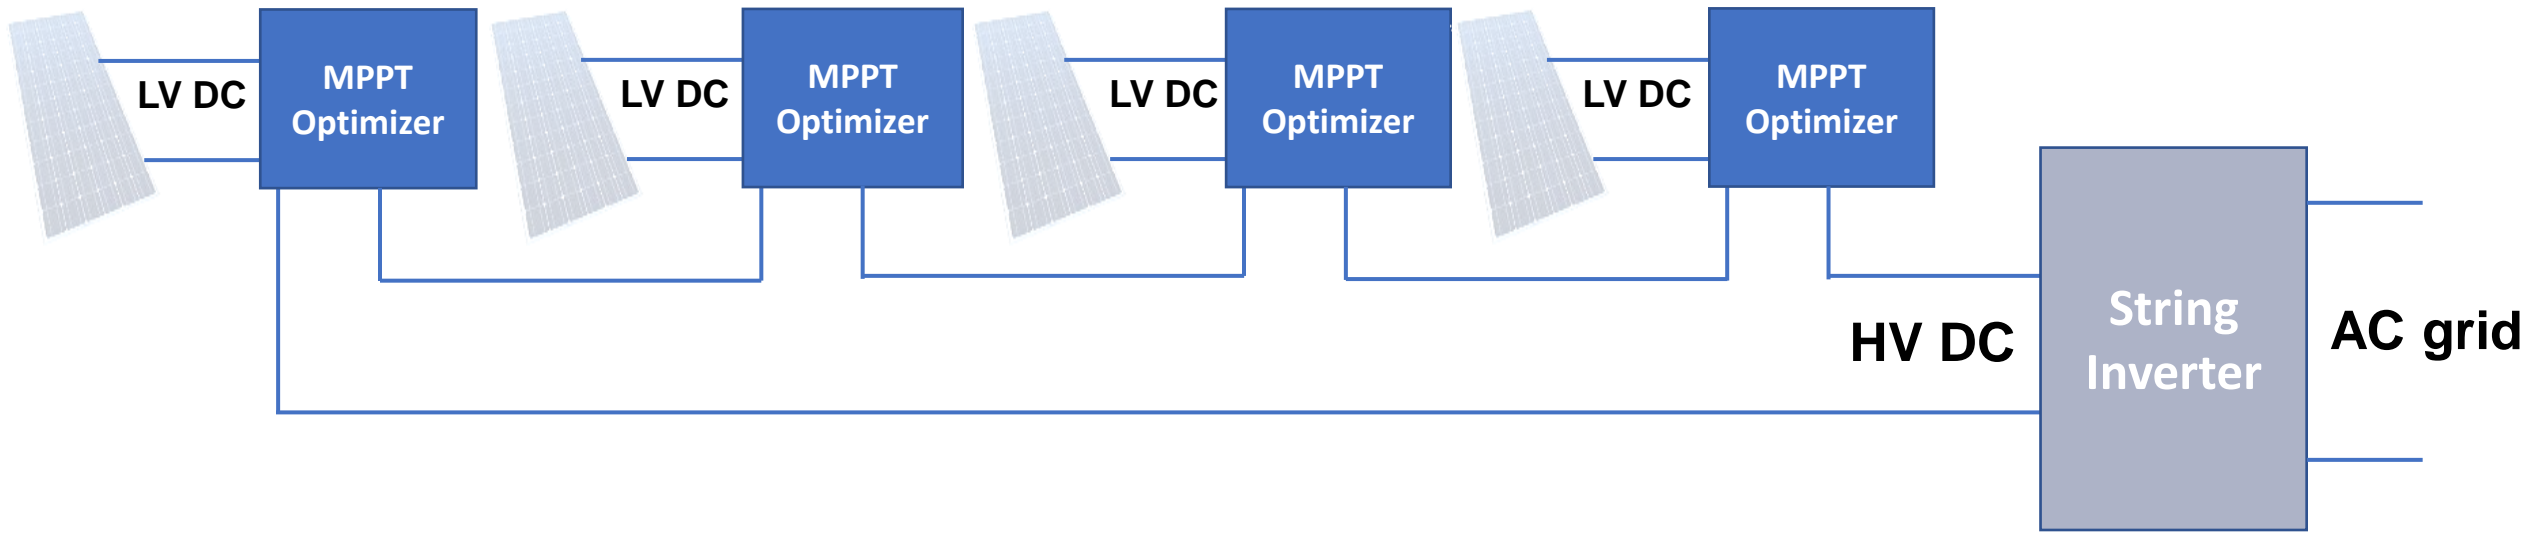 LV DC
MPPT
Optimizer
LV DC
MPPT
Optimizer
LV DC
MPPT
Optimizer
LV DC
MPPT
Optimizer
HV DC
String
Inverter
AC grid